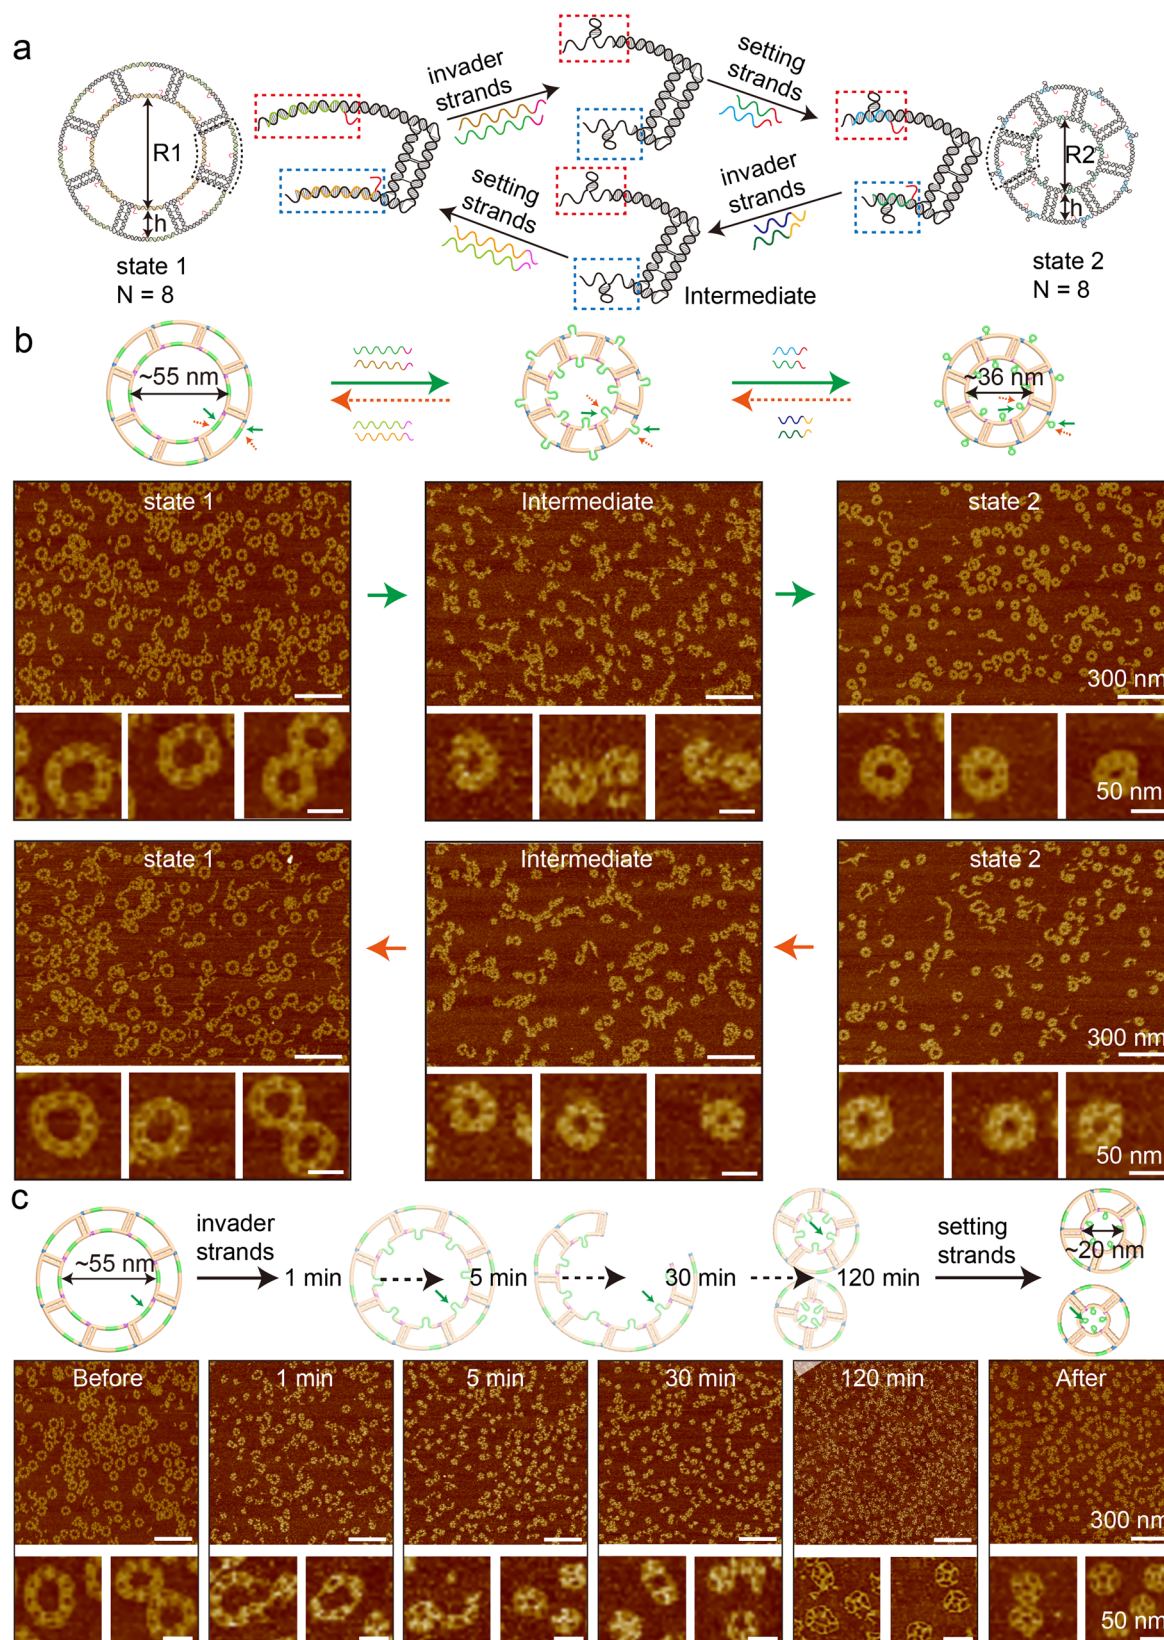 a
invader
strands
setting
strands
R1
h
state 1
N = 8
setting
strands
invader
strands
Intermediate
R2
h
state 2
N = 8
b
~55 nm
~36 nm
state 1
Intermediate
state 2
300 nm
50 nm
state 1
Intermediate
state 2
300 nm
50 nm
c
~55 nm
invader
strands
1 min
5 min
30 min
120 min
setting
strands
~20 nm
Before
1 min
5 min
30 min
120 min
After
300 nm
50 nm